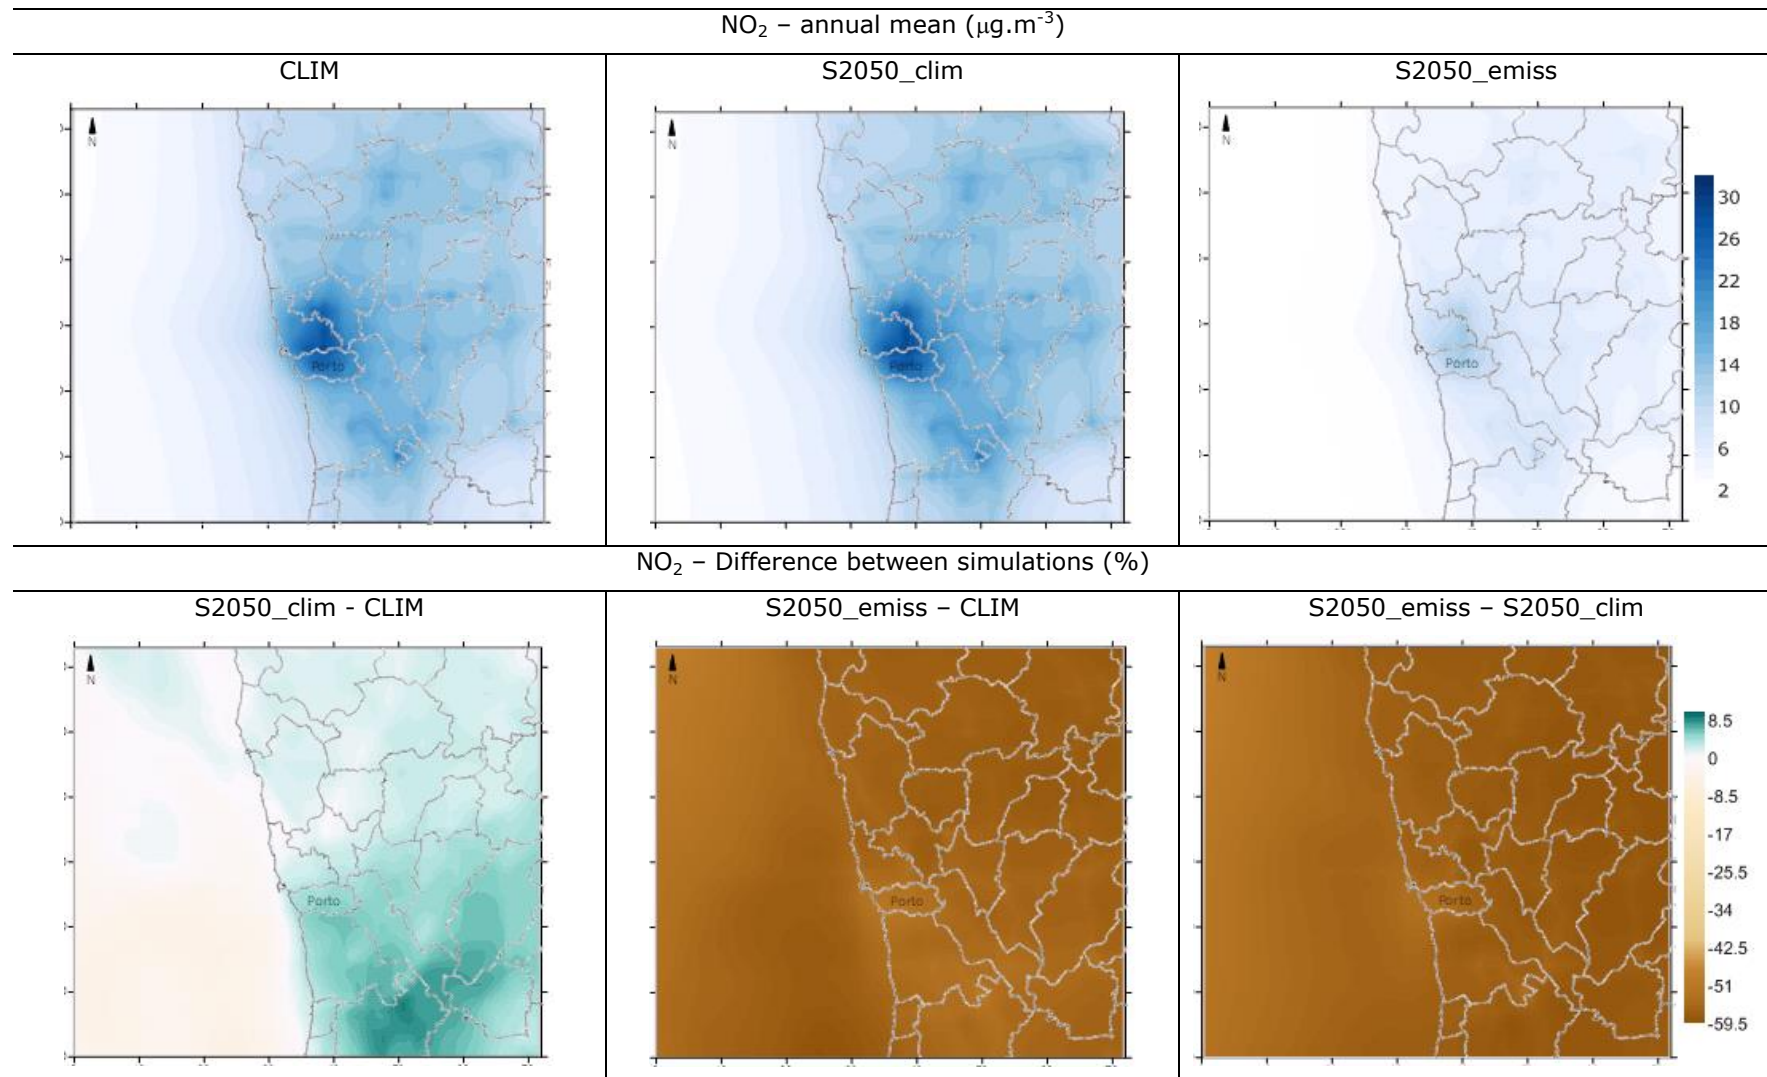 NO₂ – annual mean (μg.m⁻³)
CLIM
S2050_clim
S2050_emiss
N
N
N
Porto
Porto
Porto
30
26
22
18
14
10
6
2
NO₂ – Difference between simulations (%)
S2050_clim - CLIM
S2050_emiss – CLIM
S2050_emiss – S2050_clim
N
N
N
Porto
Porto
Porto
8.5
0
-8.5
-17
-25.5
-34
-42.5
-51
-59.5